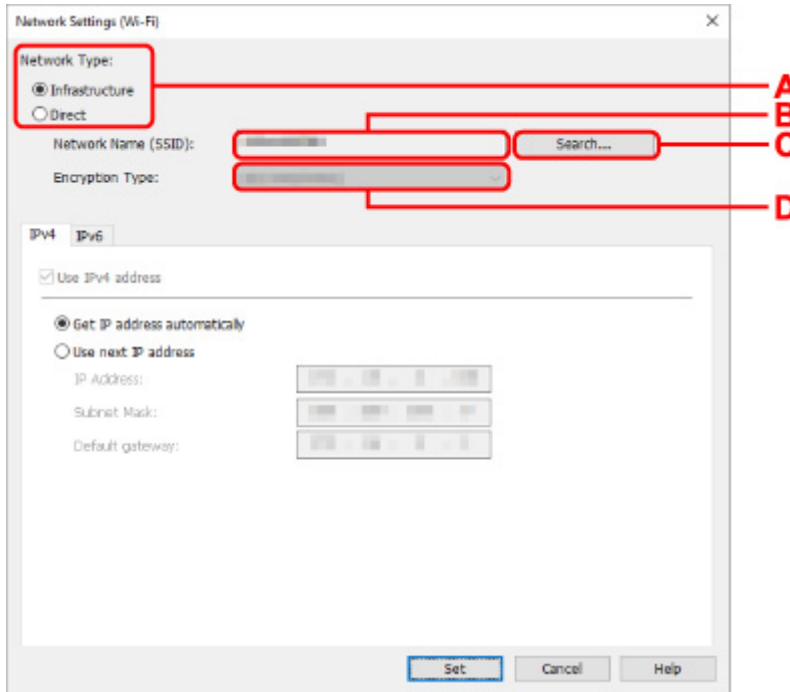 Network Settings (Wi-Fi)
Network Type:
Infrastructure
Direct
A
B
Network Name (SSID):
Search...
C
Encryption Type:
D
IPv4 IPv6
Use IPv4 address
Get IP address automatically
Use next IP address
IP Address:
Subnet Mask:
Default gateway:
Set Cancel Help